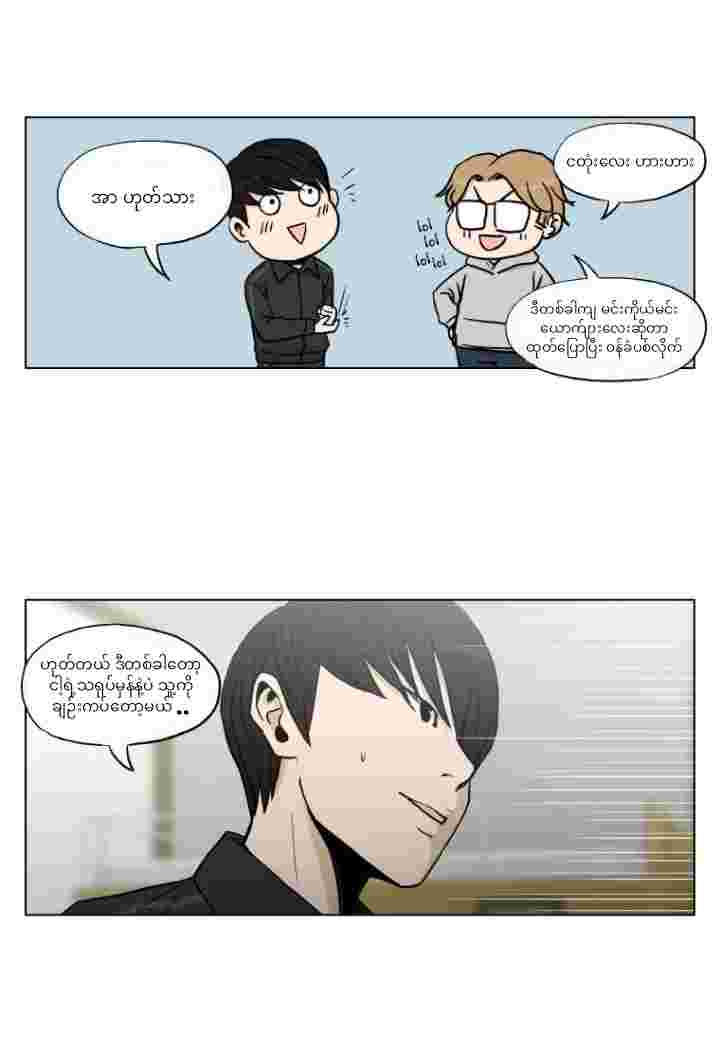 အာ ဟုတ်သား
ငတုံးလေး ဟားဟား
lol
lol
lol lol
ဒီတစ်ခါကျ မင်းကိုယ်မင်း
ယောက်ျားလေးဆိုတာ
ထုတ်ပြောပြီး ဝန်ခံပစ်လိုက်
ဟုတ်တယ် ဒီတစ်ခါတော့
ငါ့ရဲ့ သရုပ်မှန်နဲ့ပဲ သူ့ကို
ချဉ်းကပ်တော့မယ် ..